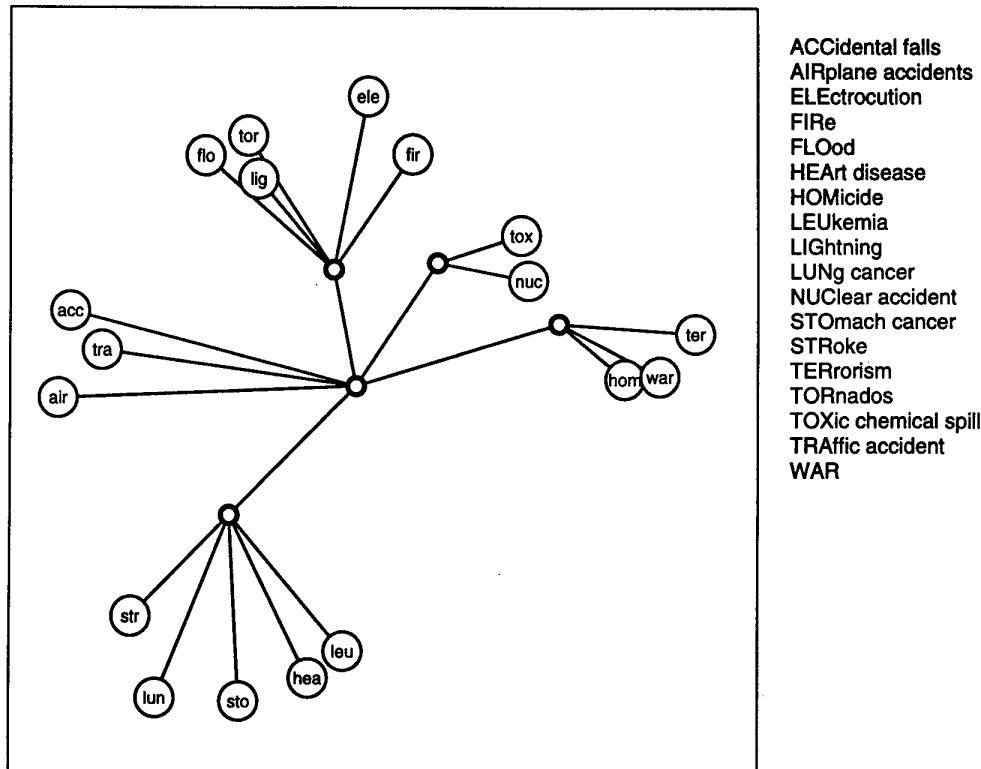 ele
tor
flo
fir
lig
tox
nuc
acc
ter
tra
hom
war
air
str
leu
hea
lun
sto
ACCidental falls
AIRplane accidents
ELEctrocution
FIRe
FLOod
HEArt disease
HOMicide
LEUkemia
LIGhtning
LUNg cancer
NUClear accident
STOmach cancer
STRoke
TERrorism
TORnados
TOXic chemical spill
TRAffic accident
WAR